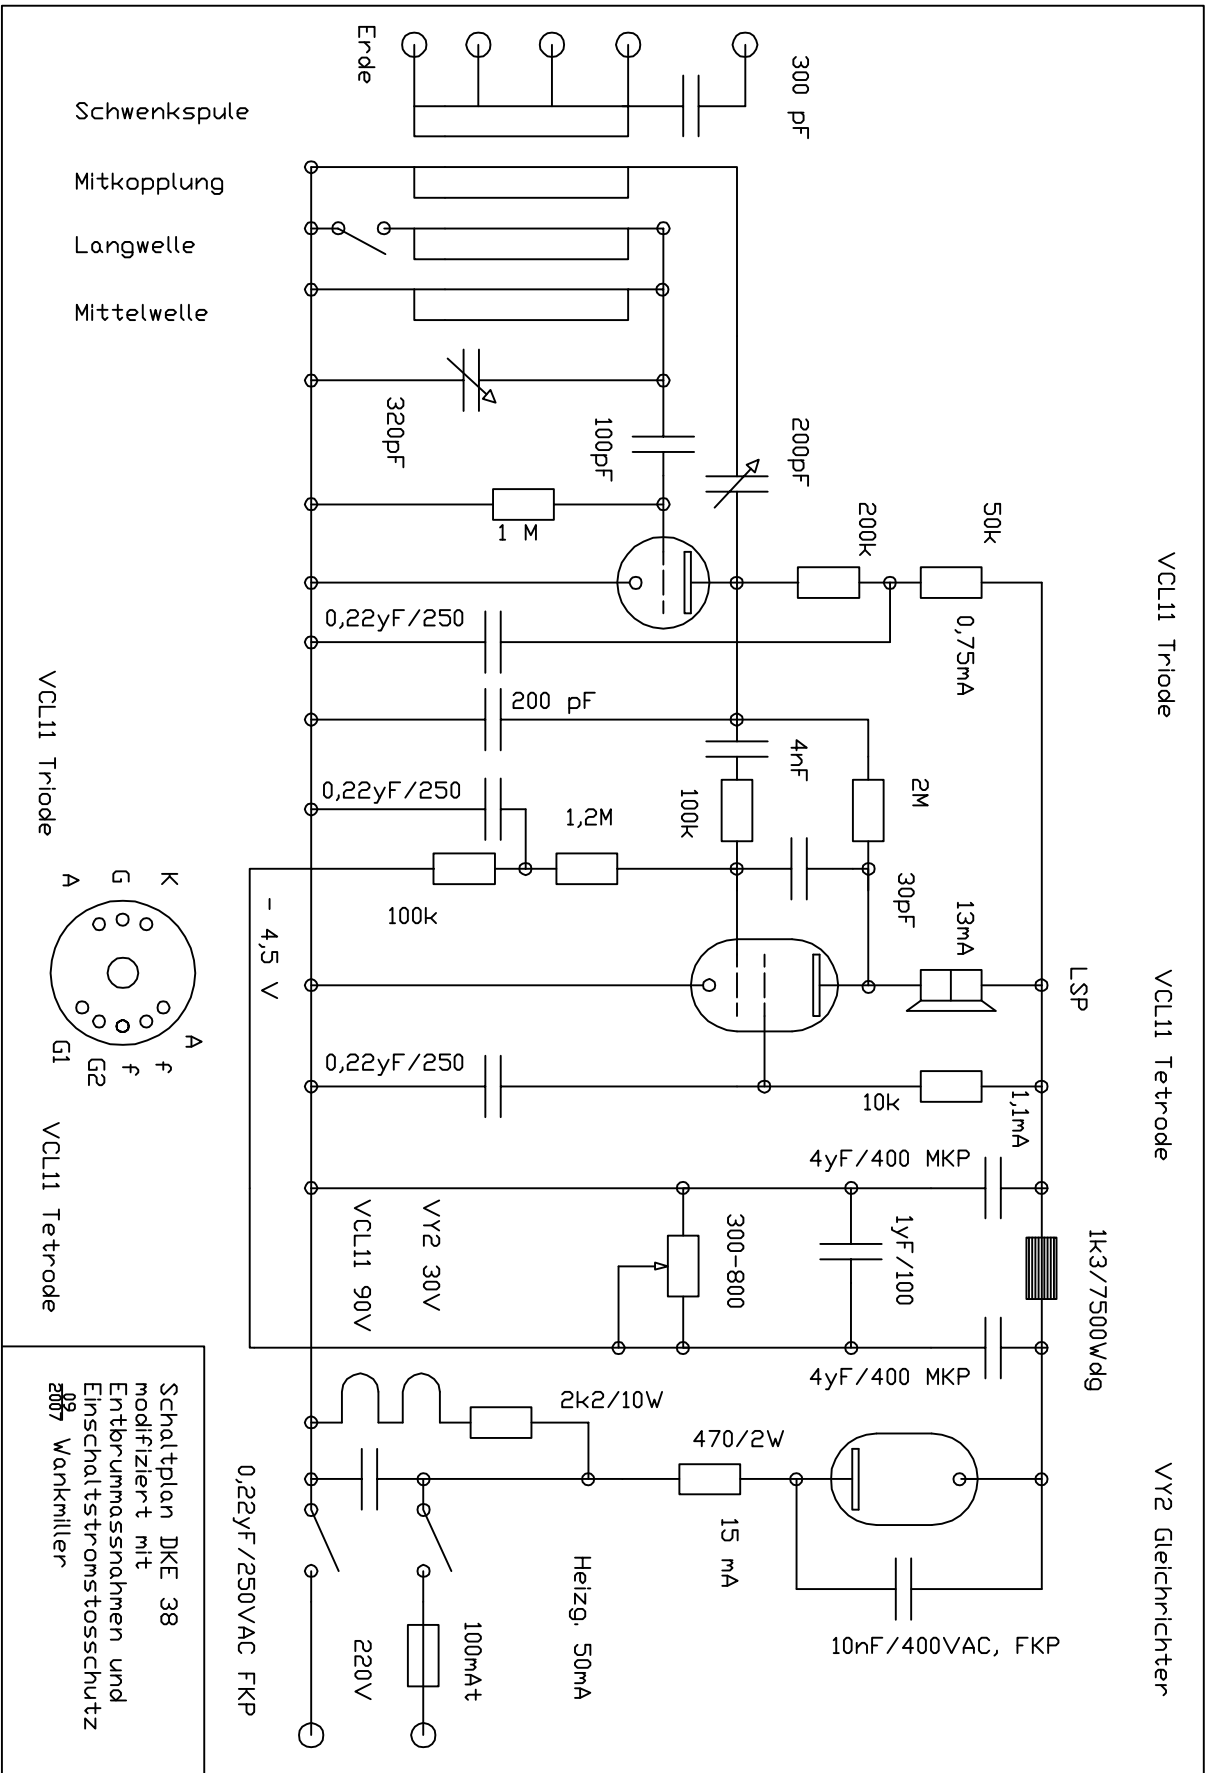 Erde
Schwenkspule
Mitkopplung
Langwelle
Mittelwelle
300 pF
320pF
100pF
200pF
1 M
200k
50k
0,75mA
VCL11 Triode
0,22yF/250
200 pF
0,22yF/250
1,2M
100k
- 4,5 V
4nF
100k
2M
30pF
13mA
LSP
VCL11 Tetrode
0,22yF/250
10k
1,1mA
4yF/400 MKP
1yF/100
300-800
VY2 30V
VCL11 90V
4yF/400 MKP
1k3/7500Wdg
2k2/10W
470/2W
15 mA
Heizg. 50mA
VY2 Gleichrichter
10nF/400VAC, FKP
100mAt
220V
0,22yF/250VAC FKP
VCL11 Triode
A
G
K
A
f
f
G2
G1
VCL11 Tetrode
Schaltplan DKE 38
modifiziert mit
Entbrummassnahmen und
Einschaltstromstosschutz
Wankmiller